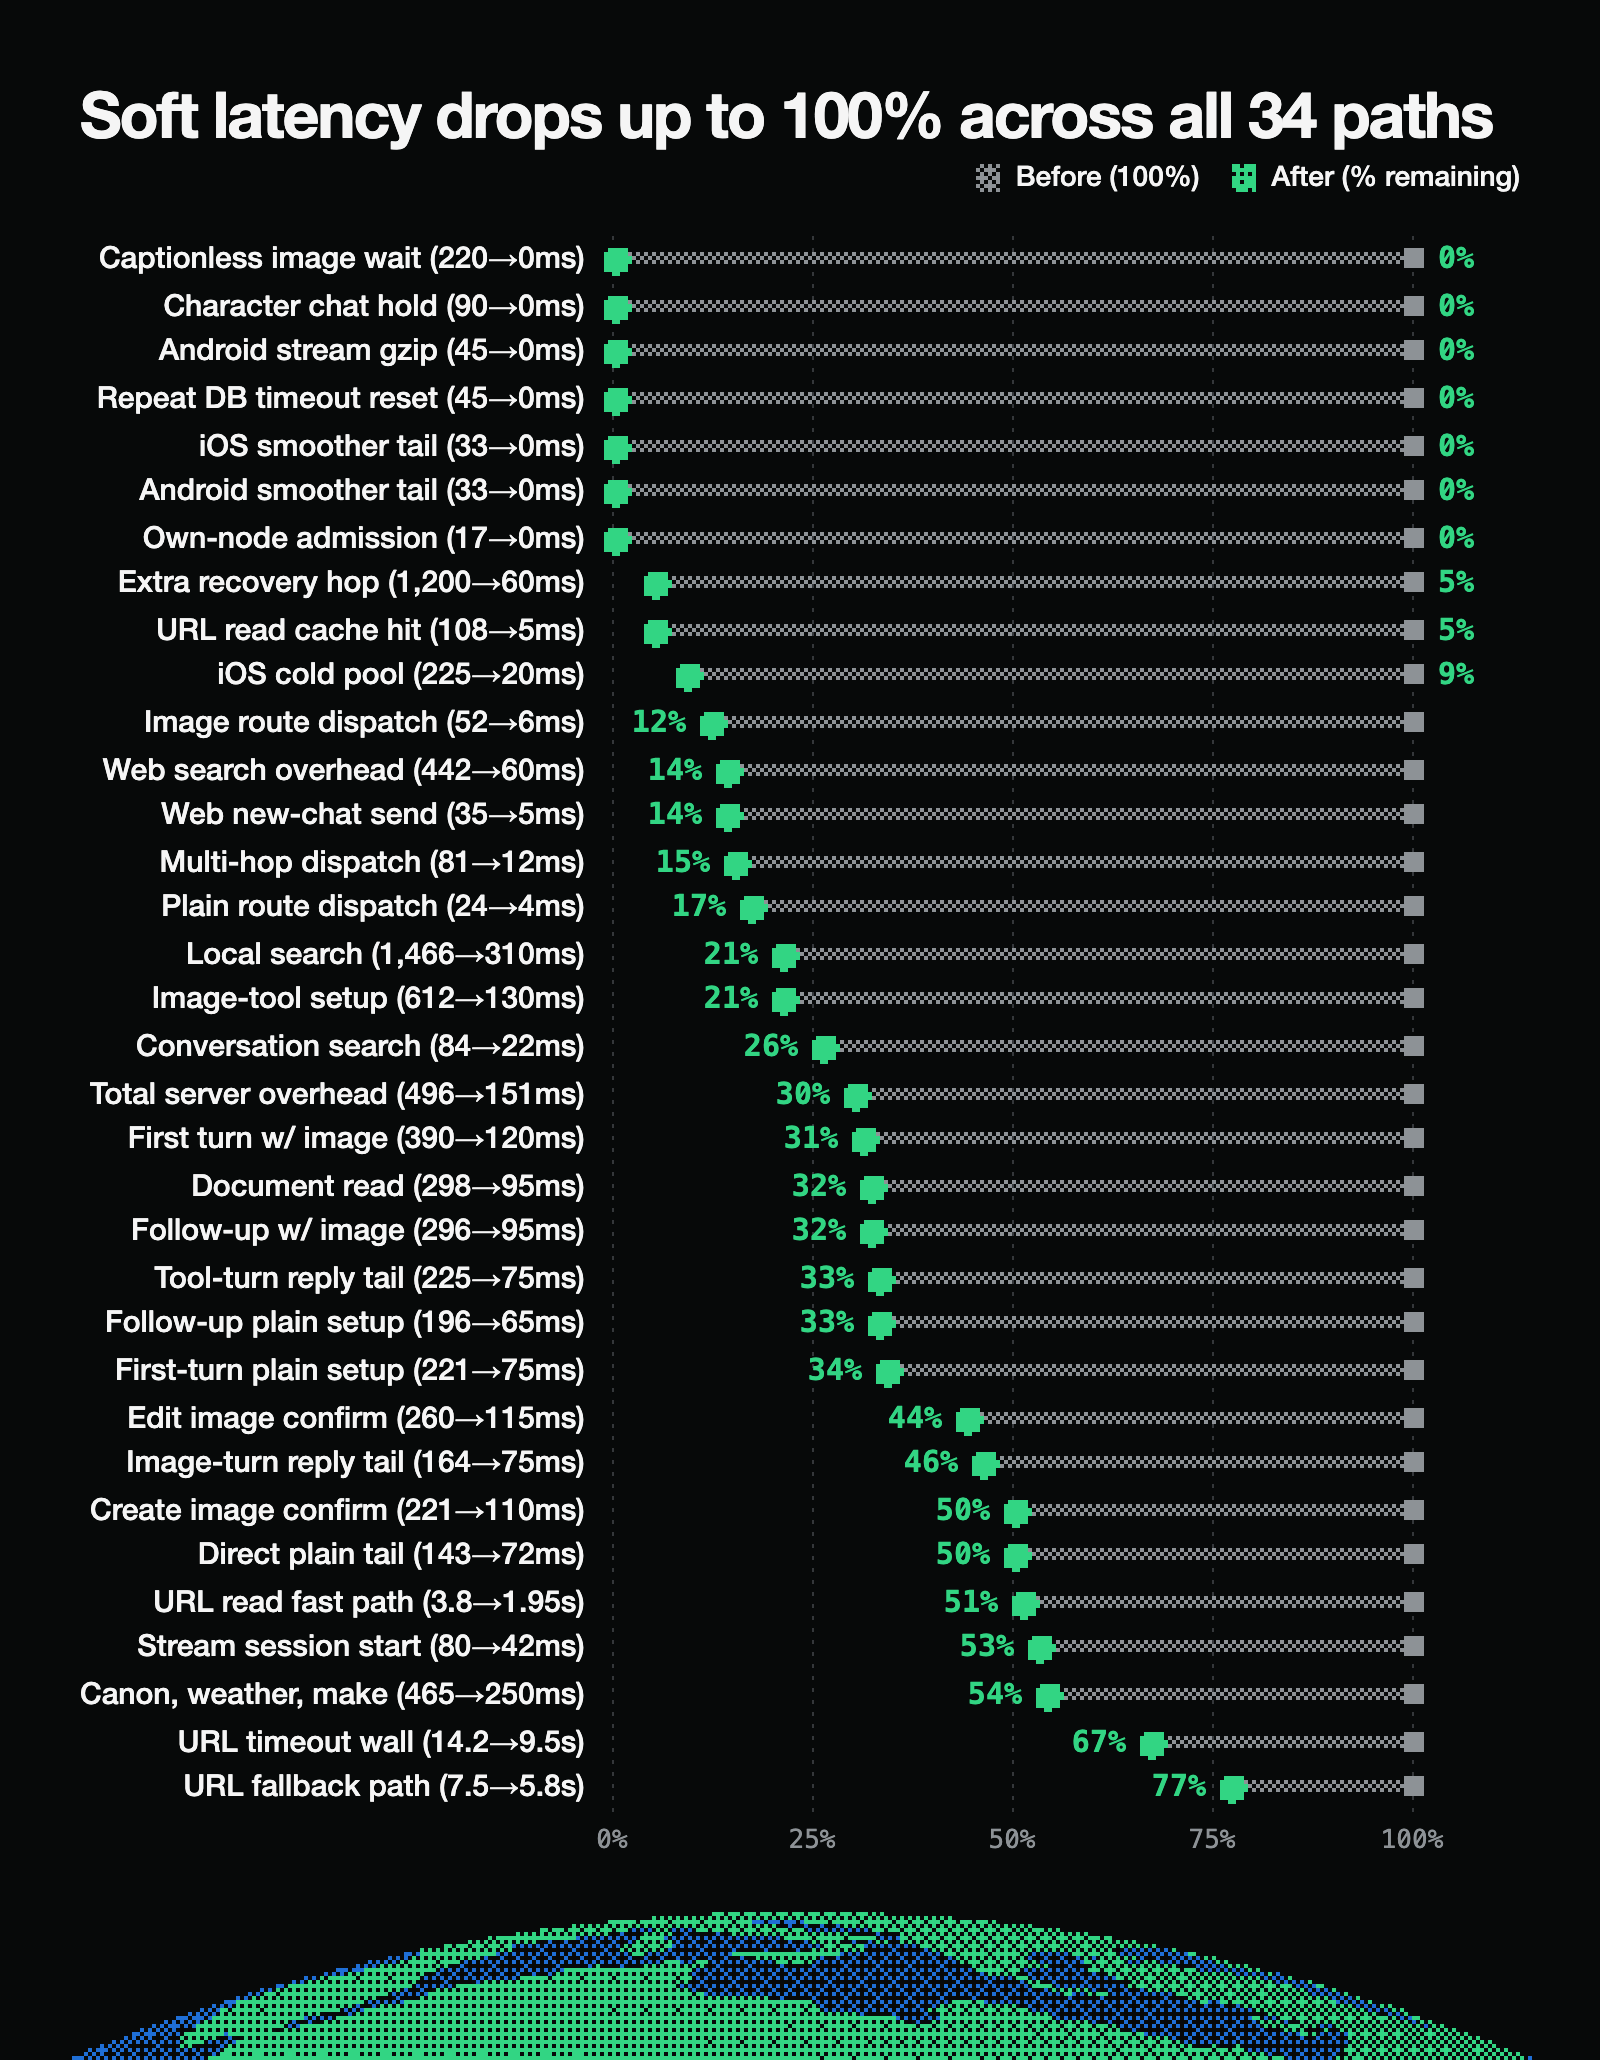 Soft latency drops up to 100% across all 34 paths
Before (100%) After (% remaining)
Captionless image wait (220→0ms) 0%
Character chat hold (90→0ms) 0%
Android stream gzip (45→0ms) 0%
Repeat DB timeout reset (45→0ms) 0%
iOS smoother tail (33→0ms) 0%
Android smoother tail (33→0ms) 0%
Own-node admission (17→0ms) 0%
Extra recovery hop (1,200→60ms) 5%
URL read cache hit (108→5ms) 5%
iOS cold pool (225→20ms) 9%
Image route dispatch (52→6ms) 12%
Web search overhead (442→60ms) 14%
Web new-chat send (35→5ms) 14%
Multi-hop dispatch (81→12ms) 15%
Plain route dispatch (24→4ms) 17%
Local search (1,466→310ms) 21%
Image-tool setup (612→130ms) 21%
Conversation search (84→22ms) 26%
Total server overhead (496→151ms) 30%
First turn w/ image (390→120ms) 31%
Document read (298→95ms) 32%
Follow-up w/ image (296→95ms) 32%
Tool-turn reply tail (225→75ms) 33%
Follow-up plain setup (196→65ms) 33%
First-turn plain setup (221→75ms) 34%
Edit image confirm (260→115ms) 44%
Image-turn reply tail (164→75ms) 46%
Create image confirm (221→110ms) 50%
Direct plain tail (143→72ms) 50%
URL read fast path (3.8→1.95s) 51%
Stream session start (80→42ms) 53%
Canon, weather, make (465→250ms) 54%
URL timeout wall (14.2→9.5s) 67%
URL fallback path (7.5→5.8s) 77%
0% 25% 50% 75% 100%